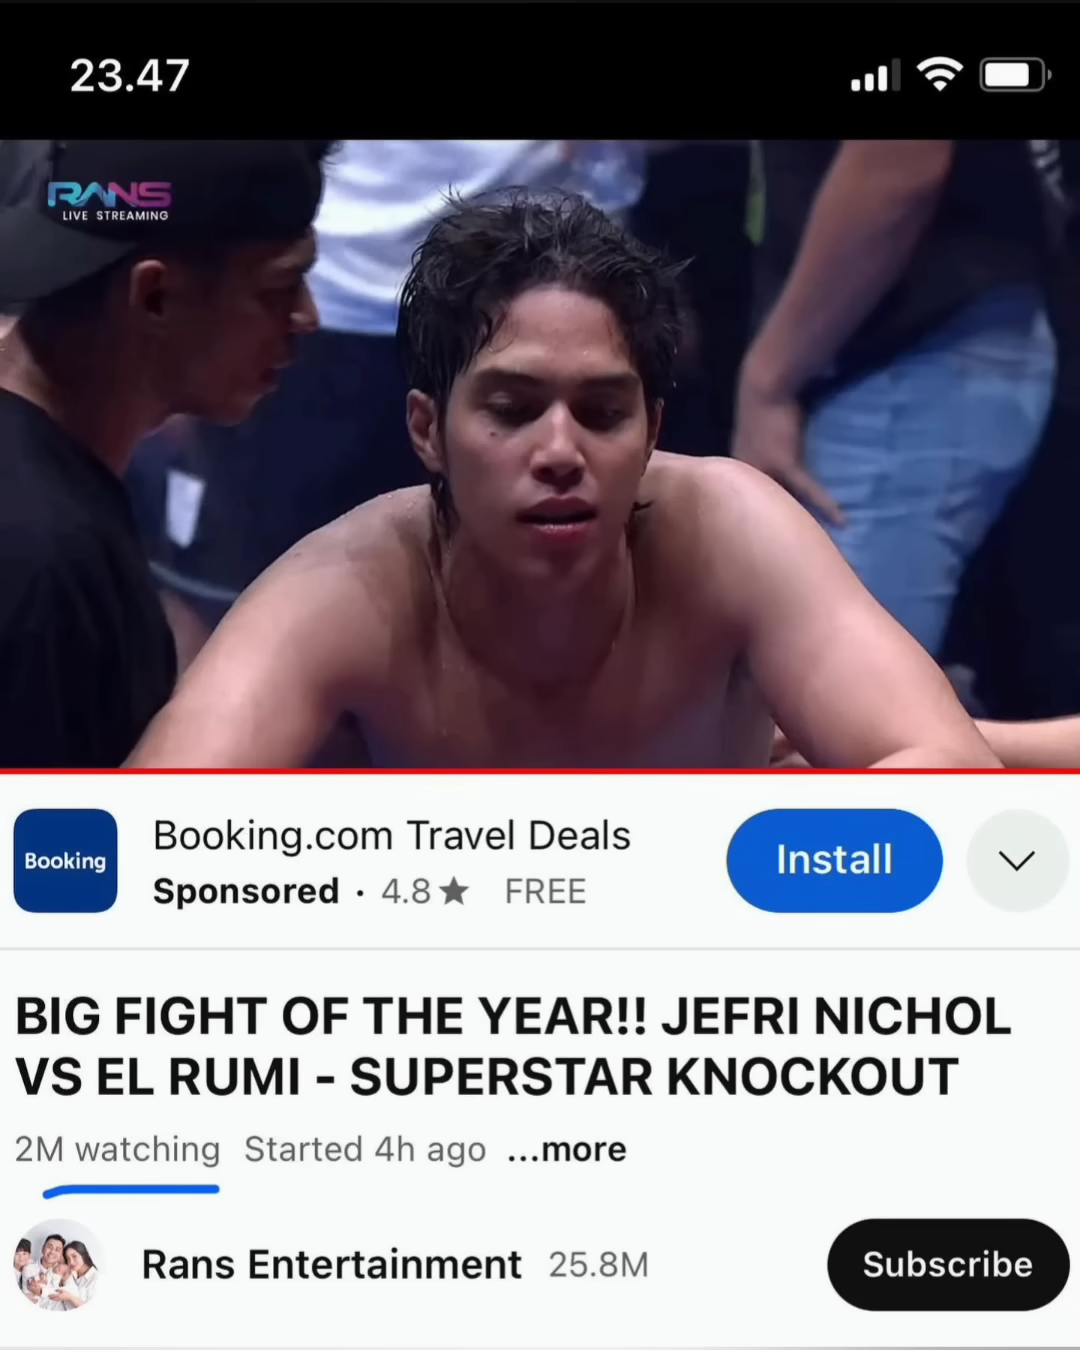 23.47
RANS
LIVE STREAMING
Booking
Booking.com Travel Deals
Sponsored · 4.8★ FREE
Install
BIG FIGHT OF THE YEAR!! JEFRI NICHOL
VS EL RUMI - SUPERSTAR KNOCKOUT
2M watching Started 4h ago ...more
Rans Entertainment 25.8M
Subscribe